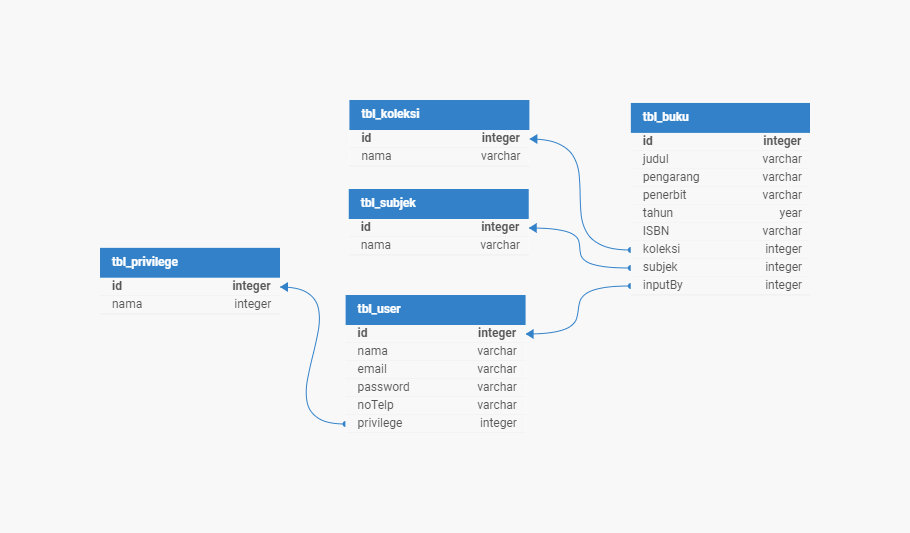 tbl_koleksi
id integer
nama varchar
tbl_subjek
id integer
nama varchar
tbl_privilege
id integer
nama integer
tbl_user
id integer
nama varchar
email varchar
password varchar
noTelp varchar
privilege integer
tbl_buku
id integer
judul varchar
pengarang varchar
penerbit varchar
tahun year
ISBN varchar
koleksi integer
subjek integer
inputBy integer